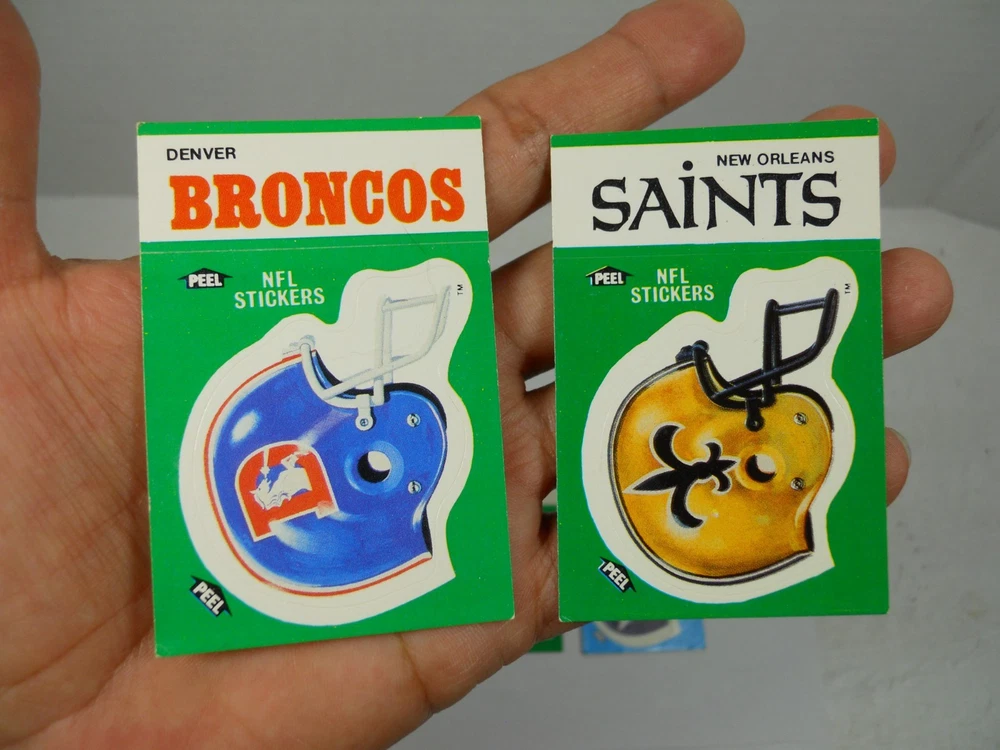 DENVER
BRONCOS
PEEL
NFL
STICKERS
TM
D
PEEL
NEW ORLEANS
SAiNTS
PEEL
NFL
STICKERS
TM
PEEL